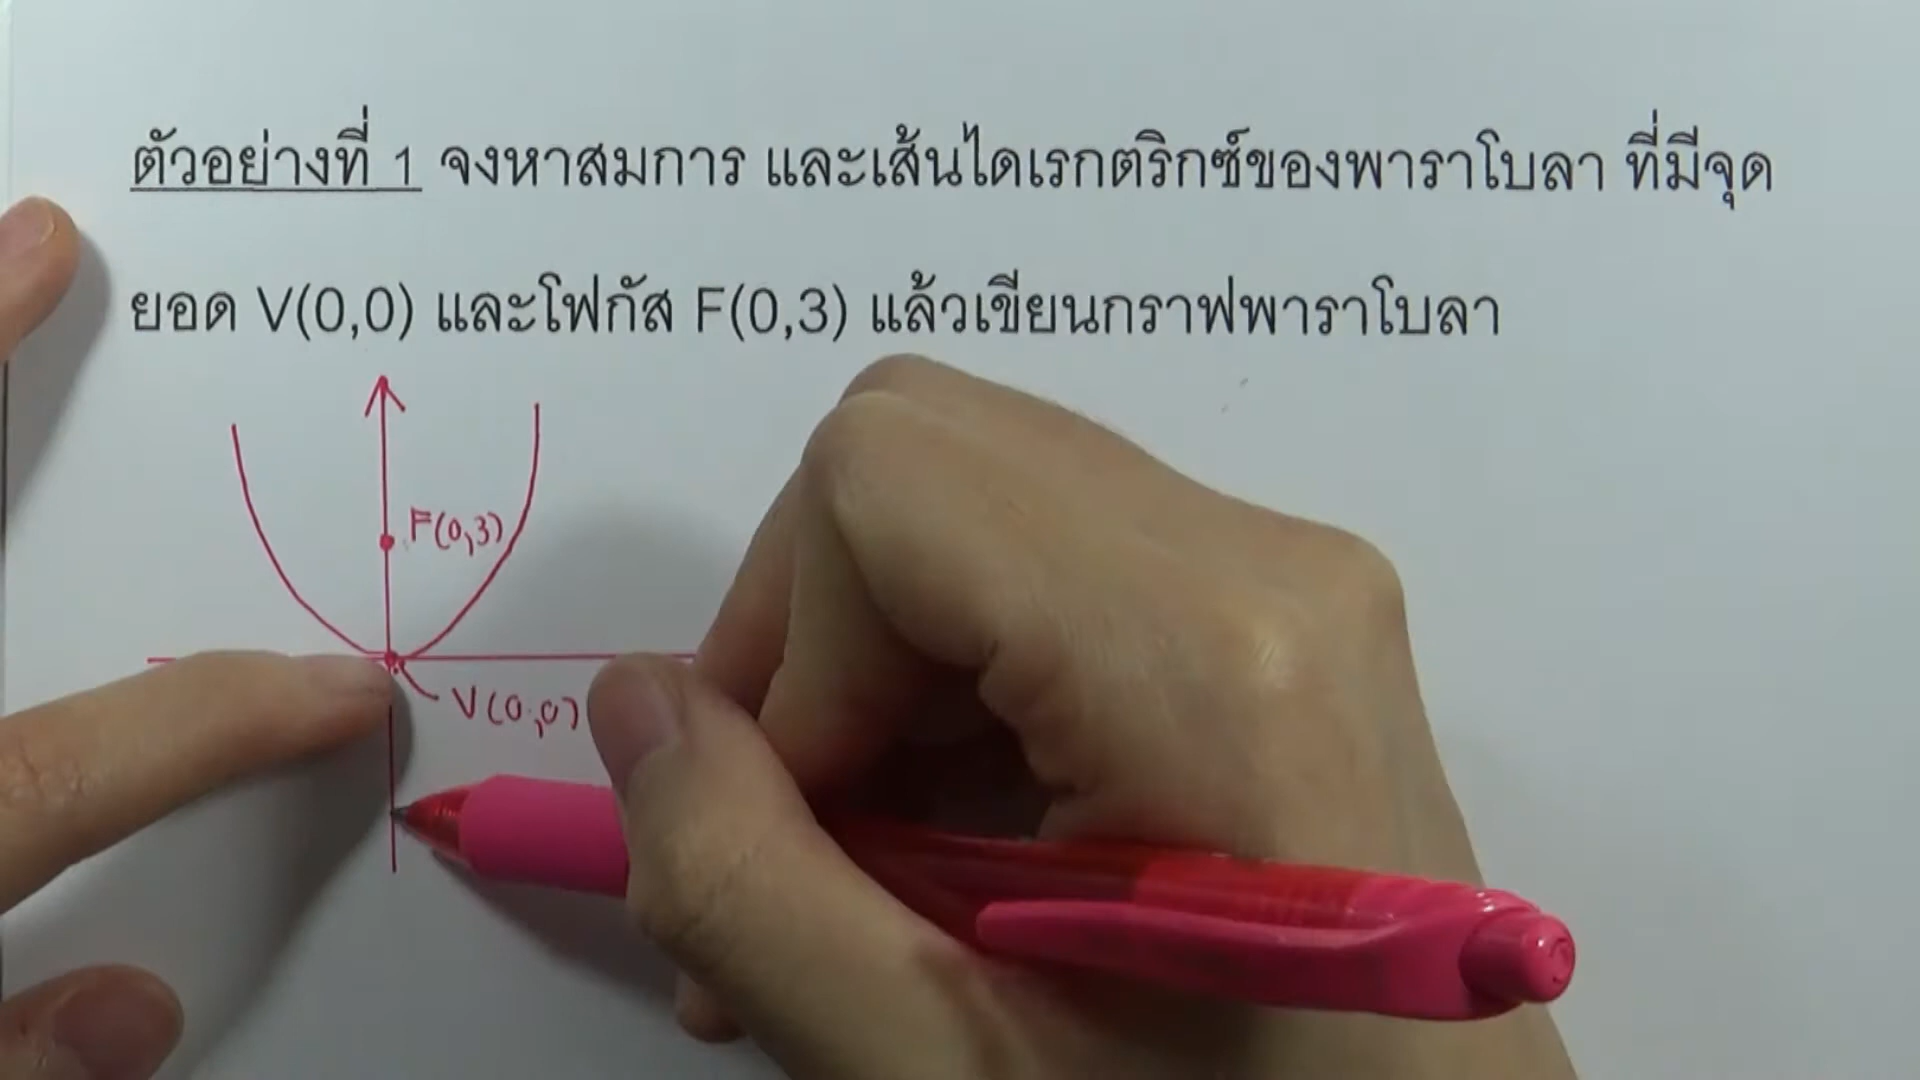 ตัวอย่างที่ 1 จงหาสมการ และเส้นไดเรกตริกซ์ของพาราโบลา ที่มีจุด
ยอด V(0,0) และโฟกัส F(0,3) แล้วเขียนกราฟพาราโบลา
F(0,3)
V(0,0)